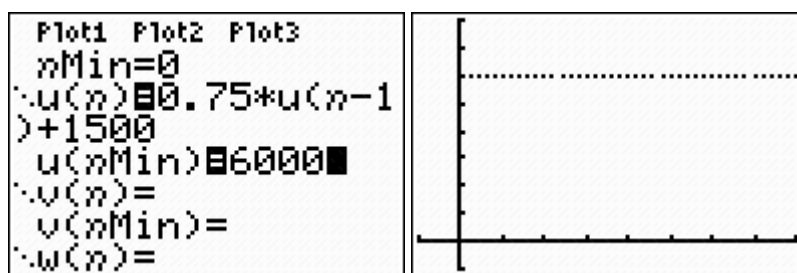 Plot1 Plot2 Plot3
nMin=0
u(n)=0.75*u(n-1
)+1500
u(nMin)=6000
v(n)=
v(nMin)=
w(n)=